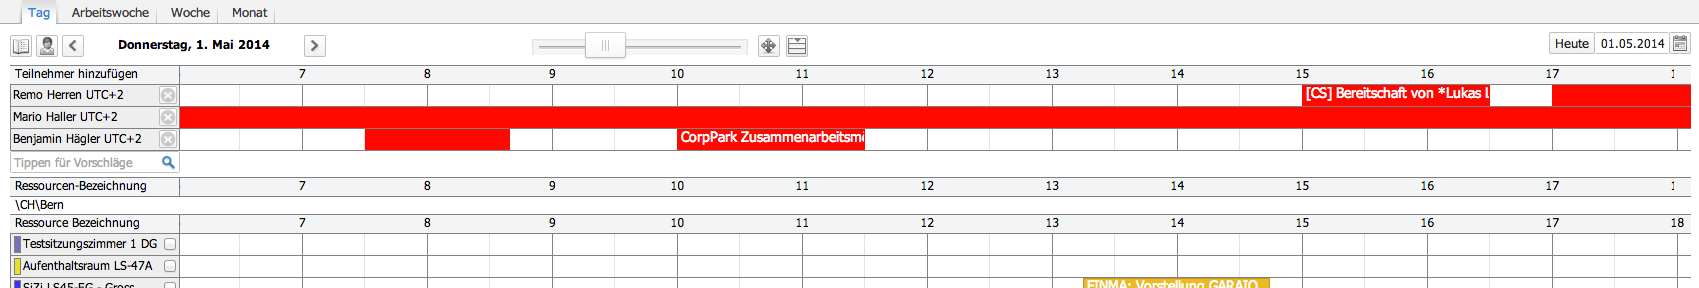 Tag Arbeitswoche Woche Monat
Donnerstag, 1. Mai 2014 Heute 01.05.2014
Teilnehmer hinzufügen 7 8 9 10 11 12 13 14 15 16 17 1
Remo Herren UTC+2 [CS] Bereitschaft von *Lukas L
Mario Haller UTC+2
Benjamin Hägler UTC+2 CorpPark Zusammenarbeitsm
Tippen für Vorschläge
Ressourcen-Bezeichnung 7 8 9 10 11 12 13 14 15 16 17 1
\CH\Bern
Ressource Bezeichnung 7 8 9 10 11 12 13 14 15 16 17 18
Testsitzungszimmer 1 DG
Aufenthaltsraum LS-47A
SiZi LS45-EG - Gross FINMA: Vorstellung GARAIO